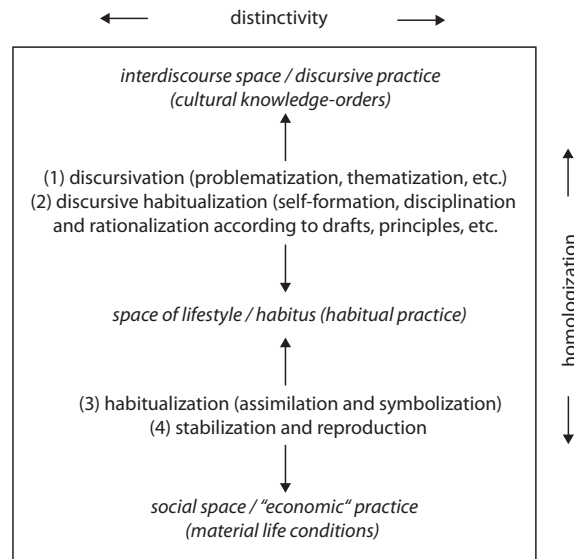 distinctivity
interdiscourse space / discursive practice
(cultural knowledge-orders)
(1) discursivation (problematization, thematization, etc.)
(2) discursive habitualization (self-formation, disciplination
and rationalization according to drafts, principles, etc.
space of lifestyle / habitus (habitual practice)
(3) habitualization (assimilation and symbolization)
(4) stabilization and reproduction
social space / “economic“ practice
(material life conditions)
homologization